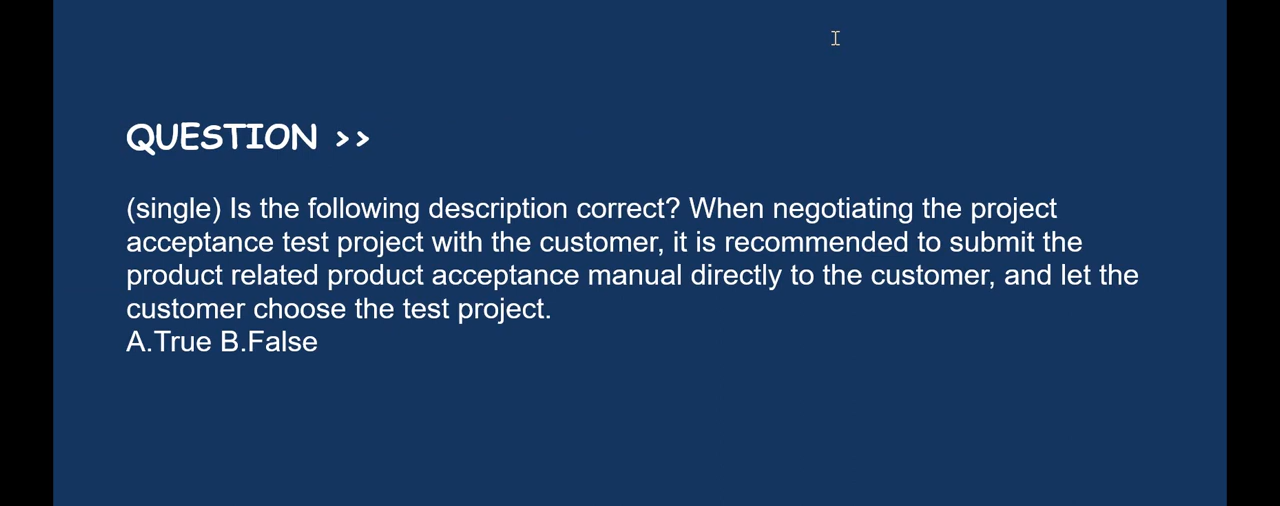 QUESTION >>
(single) Is the following description correct? When negotiating the project
acceptance test project with the customer, it is recommended to submit the
product related product acceptance manual directly to the customer, and let the
customer choose the test project.
A.True B.False